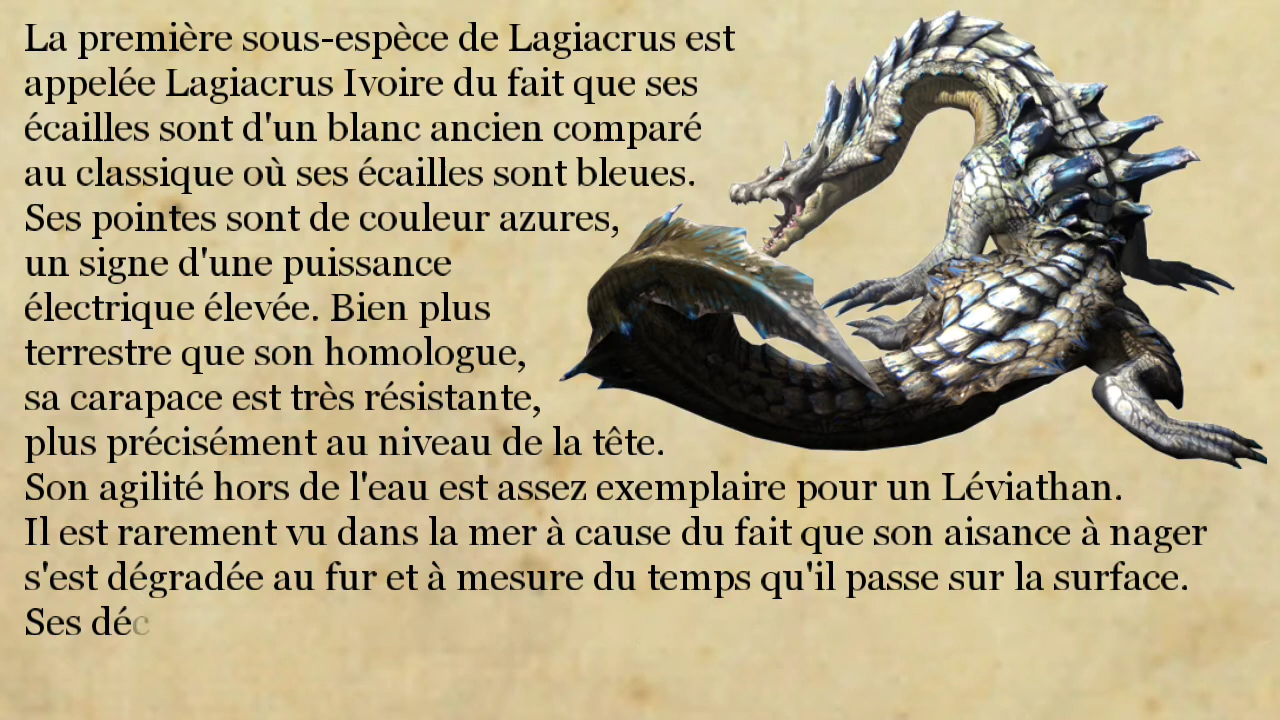 La première sous-espèce de Lagiacrus est
appelée Lagiacrus Ivoire du fait que ses
écailles sont d'un blanc ancien comparé
au classique où ses écailles sont bleues.
Ses pointes sont de couleur azures,
un signe d'une puissance
électrique élevée. Bien plus
terrestre que son homologue,
sa carapace est très résistante,
plus précisément au niveau de la tête.
Son agilité hors de l'eau est assez exemplaire pour un Léviathan.
Il est rarement vu dans la mer à cause du fait que son aisance à nager
s'est dégradée au fur et à mesure du temps qu'il passe sur la surface.
Ses déc